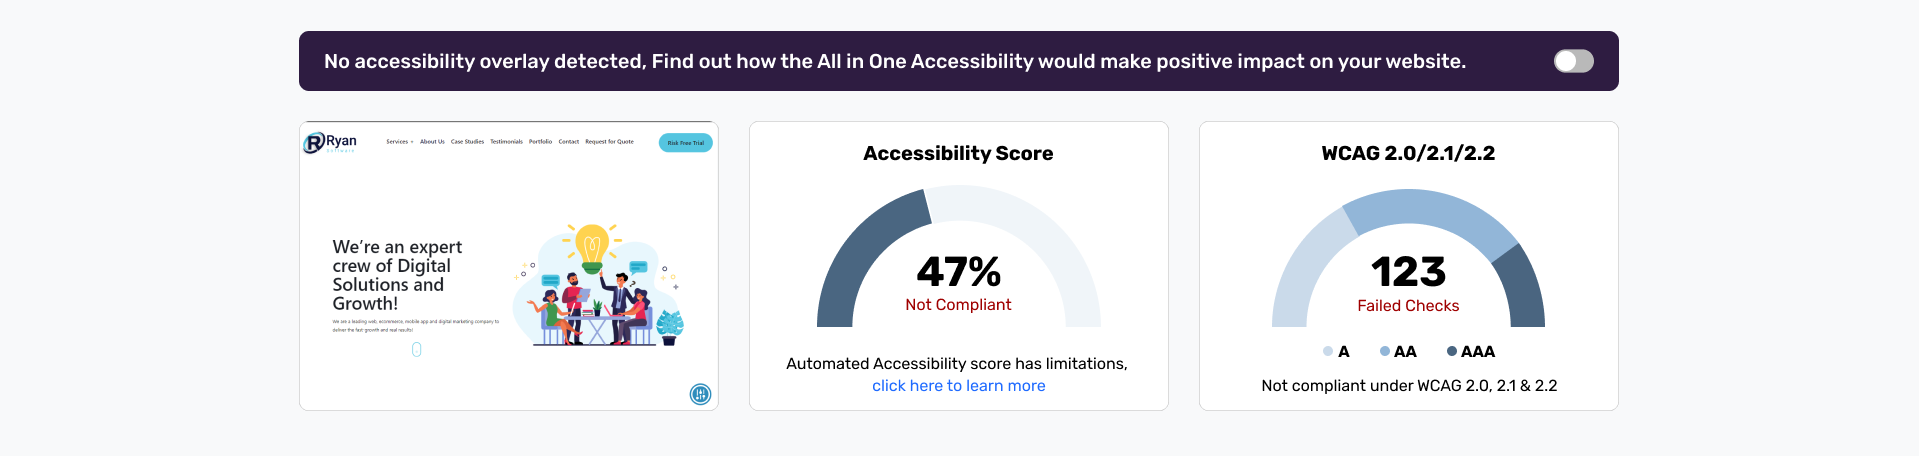 No accessibility overlay detected, Find out how the All in One Accessibility would make positive impact on your website.
Ryan
Software
Services
About Us
Case Studies
Testimonials
Portfolio
Contact
Request for Quote
Risk Free Trial
We're an expert
crew of Digital
Solutions and
Growth!
We are a leading web, ecommerce, mobile app and digital marketing company to
deliver the fast growth and real results!
Accessibility Score
47%
Not Compliant
Automated Accessibility score has limitations,
click here to learn more
WCAG 2.0/2.1/2.2
123
Failed Checks
A
AA
AAA
Not compliant under WCAG 2.0, 2.1 & 2.2